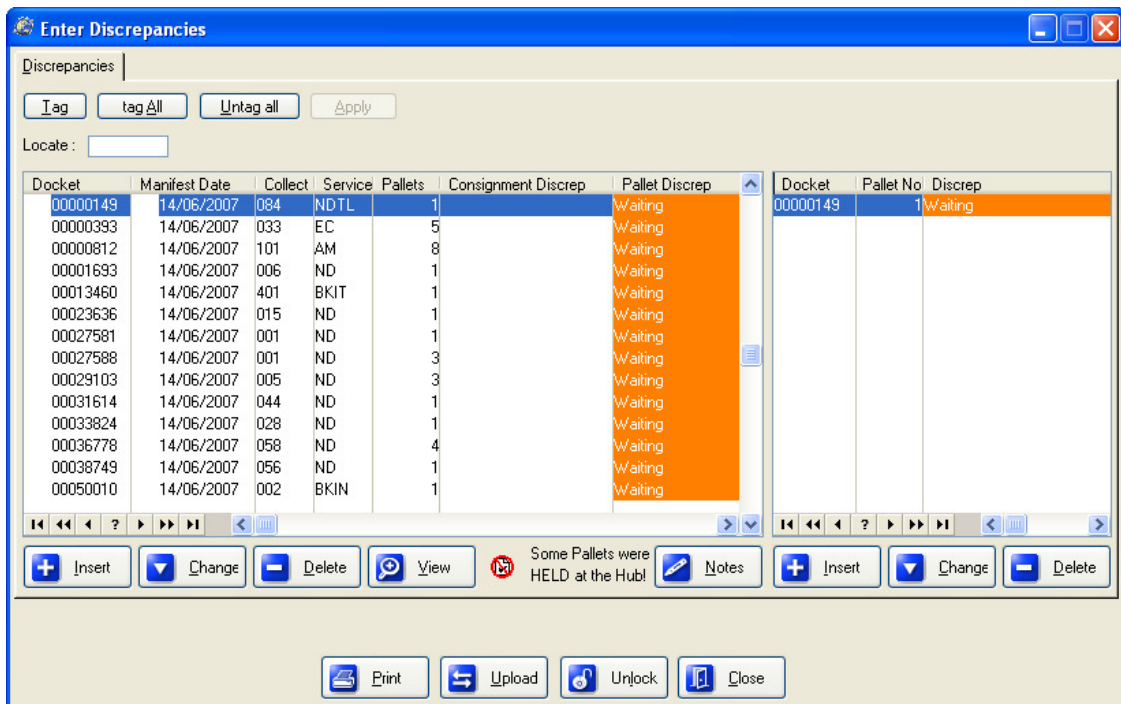 Enter Discrepancies
Discrepancies
Tag tag All Untag all Apply
Locate :
Docket Manifest Date Collect Service Pallets Consignment Discrep Pallet Discrep Docket Pallet No Discrep
00000149 14/06/2007 084 NDTL 1 Waiting 00000149 1 Waiting
00000393 14/06/2007 033 EC 5 Waiting
00000812 14/06/2007 101 AM 8 Waiting
00001693 14/06/2007 006 ND 1 Waiting
00013460 14/06/2007 401 BKIT 1 Waiting
00023636 14/06/2007 015 ND 1 Waiting
00027581 14/06/2007 001 ND 1 Waiting
00027588 14/06/2007 001 ND 3 Waiting
00029103 14/06/2007 005 ND 3 Waiting
00031614 14/06/2007 044 ND 1 Waiting
00033824 14/06/2007 028 ND 1 Waiting
00036778 14/06/2007 058 ND 4 Waiting
00038749 14/06/2007 056 ND 1 Waiting
00050010 14/06/2007 002 BKIN 1 Waiting
? ?
Insert Change Delete View Some Pallets were
HELD at the Hub! Notes Insert Change Delete
Print Upload Unlock Close